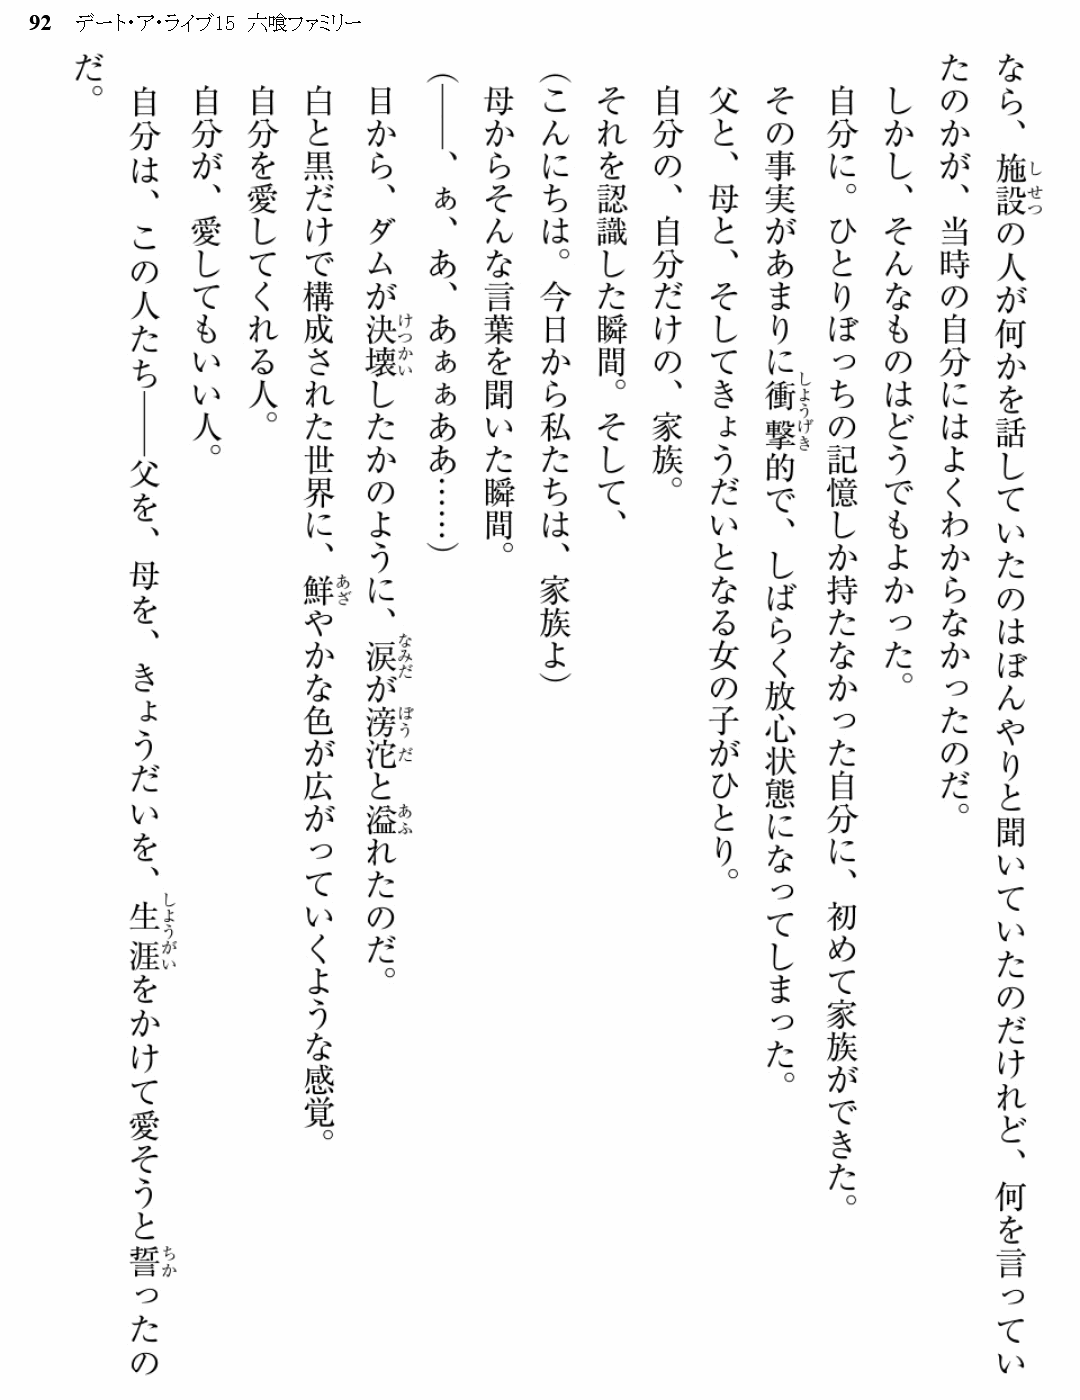 92 デート・ア・ライブ15 六喰ファミリー
なら、施設の人が何かを話していたのはぼんやりと聞いていたのだけれど、何を言ってい
たのかが、当時の自分にはよくわからなかったのだ。
しかし、そんなものはどうでもよかった。
自分に。ひとりぼっちの記憶しか持たなかった自分に、初めて家族ができた。
その事実があまりに衝撃的で、しばらく放心状態になってしまった。
父と、母と、そしてきょうだいとなる女の子がひとり。
自分の、自分だけの、家族。
それを認識した瞬間。そして、
(こんにちは。今日から私たちは、家族よ)
母からそんな言葉を聞いた瞬間。
(――、ぁ、あ、あぁぁああ……)
目から、ダムが決壊したかのように、涙が滂沱と溢れたのだ。
白と黒だけで構成された世界に、鮮やかな色が広がっていくような感覚。
自分を愛してくれる人。
自分が、愛してもいい人。
自分は、この人たち――父を、母を、きょうだいを、生涯をかけて愛そうと誓ったの
だ。